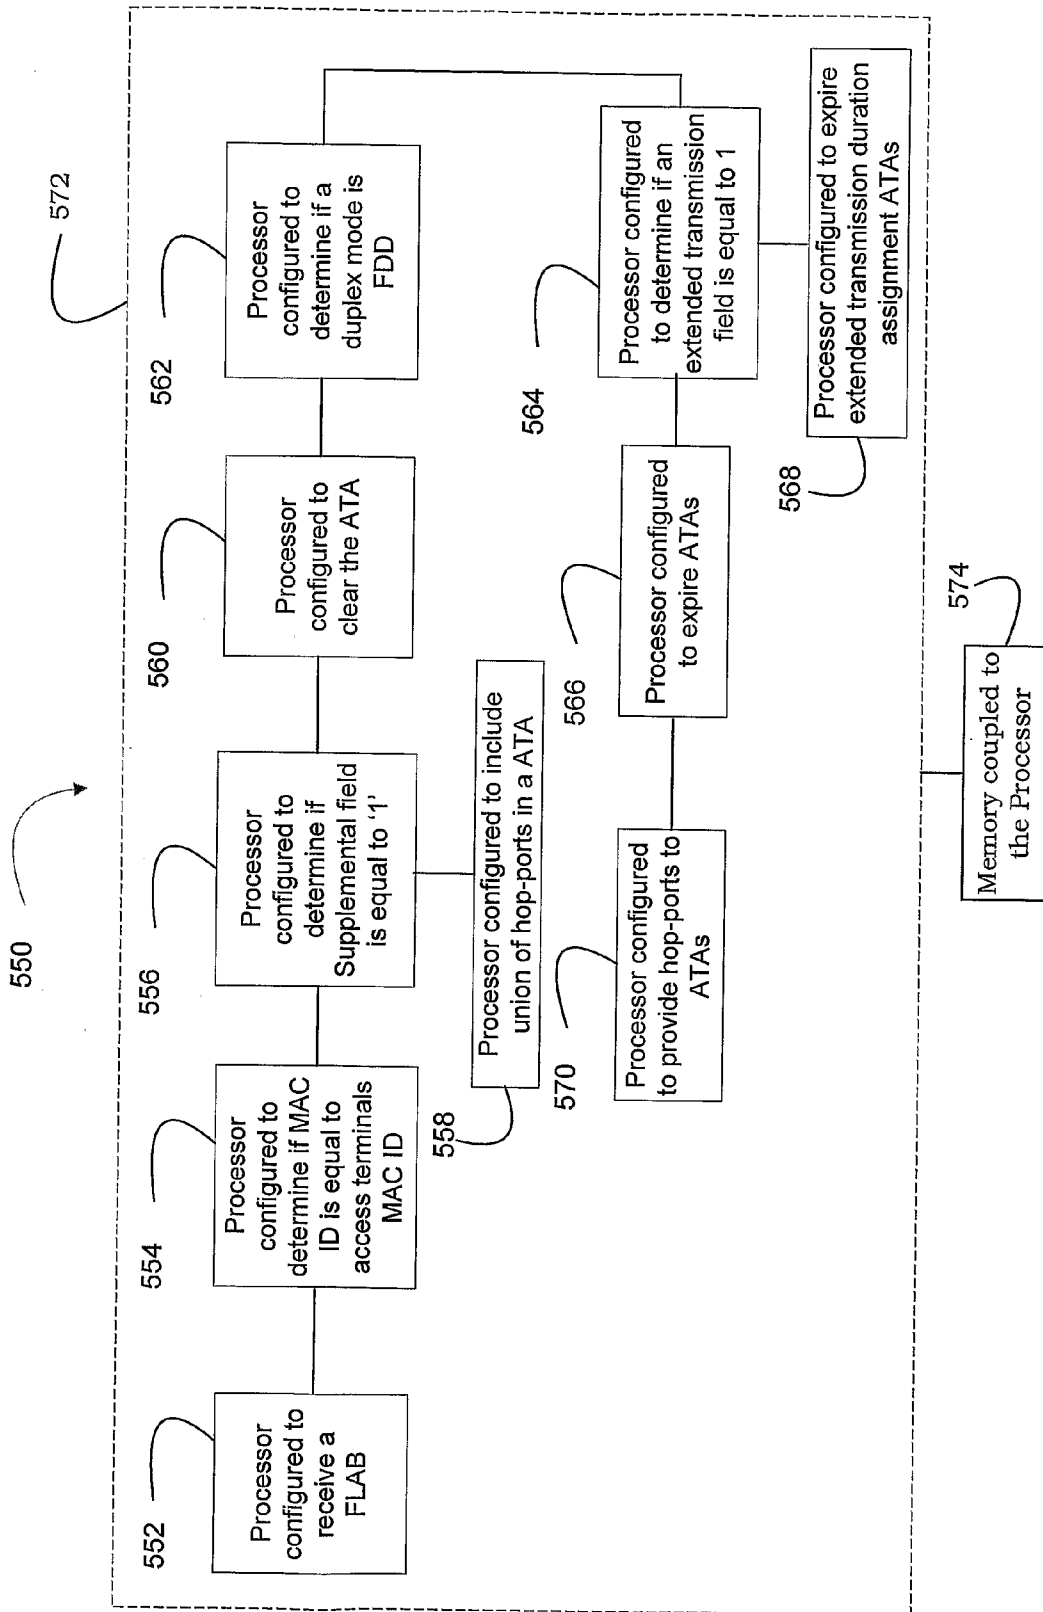 550
572
552
Processor
configured to
receive a
FLAB
554
Processor
configured to
determine if MAC
ID is equal to
access terminals
MAC ID
556
Processor
configured to
determine if
Supplemental field
is equal to '1'
558
Processor configured to include
union of hop-ports in a ATA
560
Processor
configured to
clear the ATA
562
Processor
configured to
determine if a
duplex mode is
FDD
564
Processor configured
to determine if an
extended transmission
field is equal to 1
566
Processor configured
to expire ATAs
568
Processor configured to expire
extended transmission duration
assignment ATAs
570
Processor configured
to provide hop-ports to
ATAs
574
Memory coupled to
the Processor